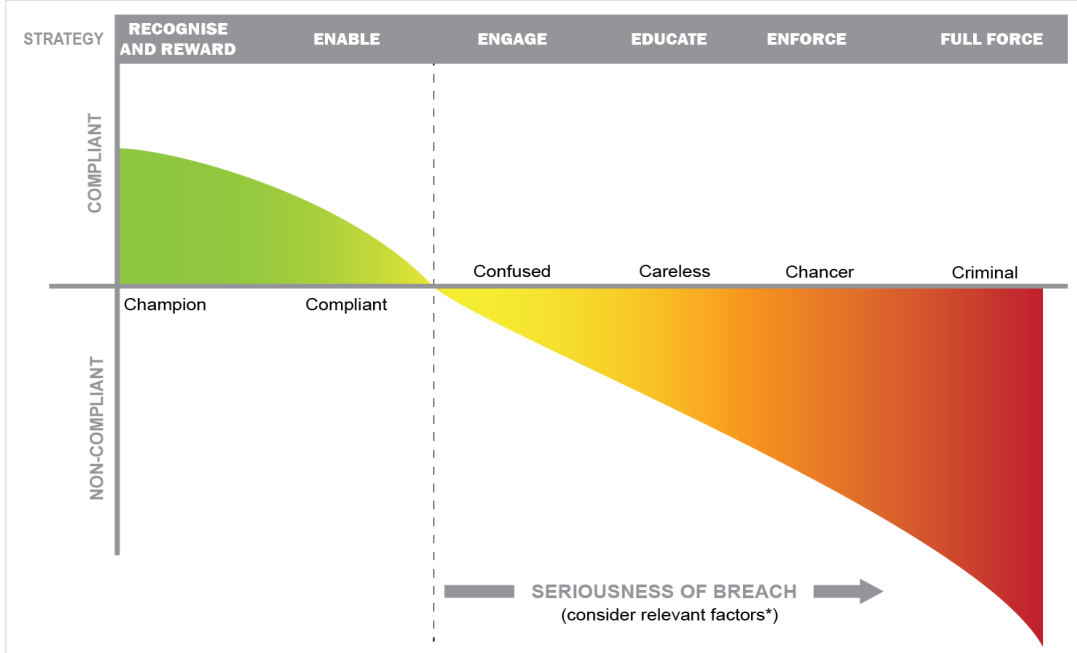 STRATEGY
RECOGNISE
AND REWARD
ENABLE
ENGAGE
EDUCATE
ENFORCE
FULL FORCE
COMPLIANT
Confused
Careless
Chancer
Criminal
Champion
Compliant
NON-COMPLIANT
SERIOUSNESS OF BREACH
(consider relevant factors*)